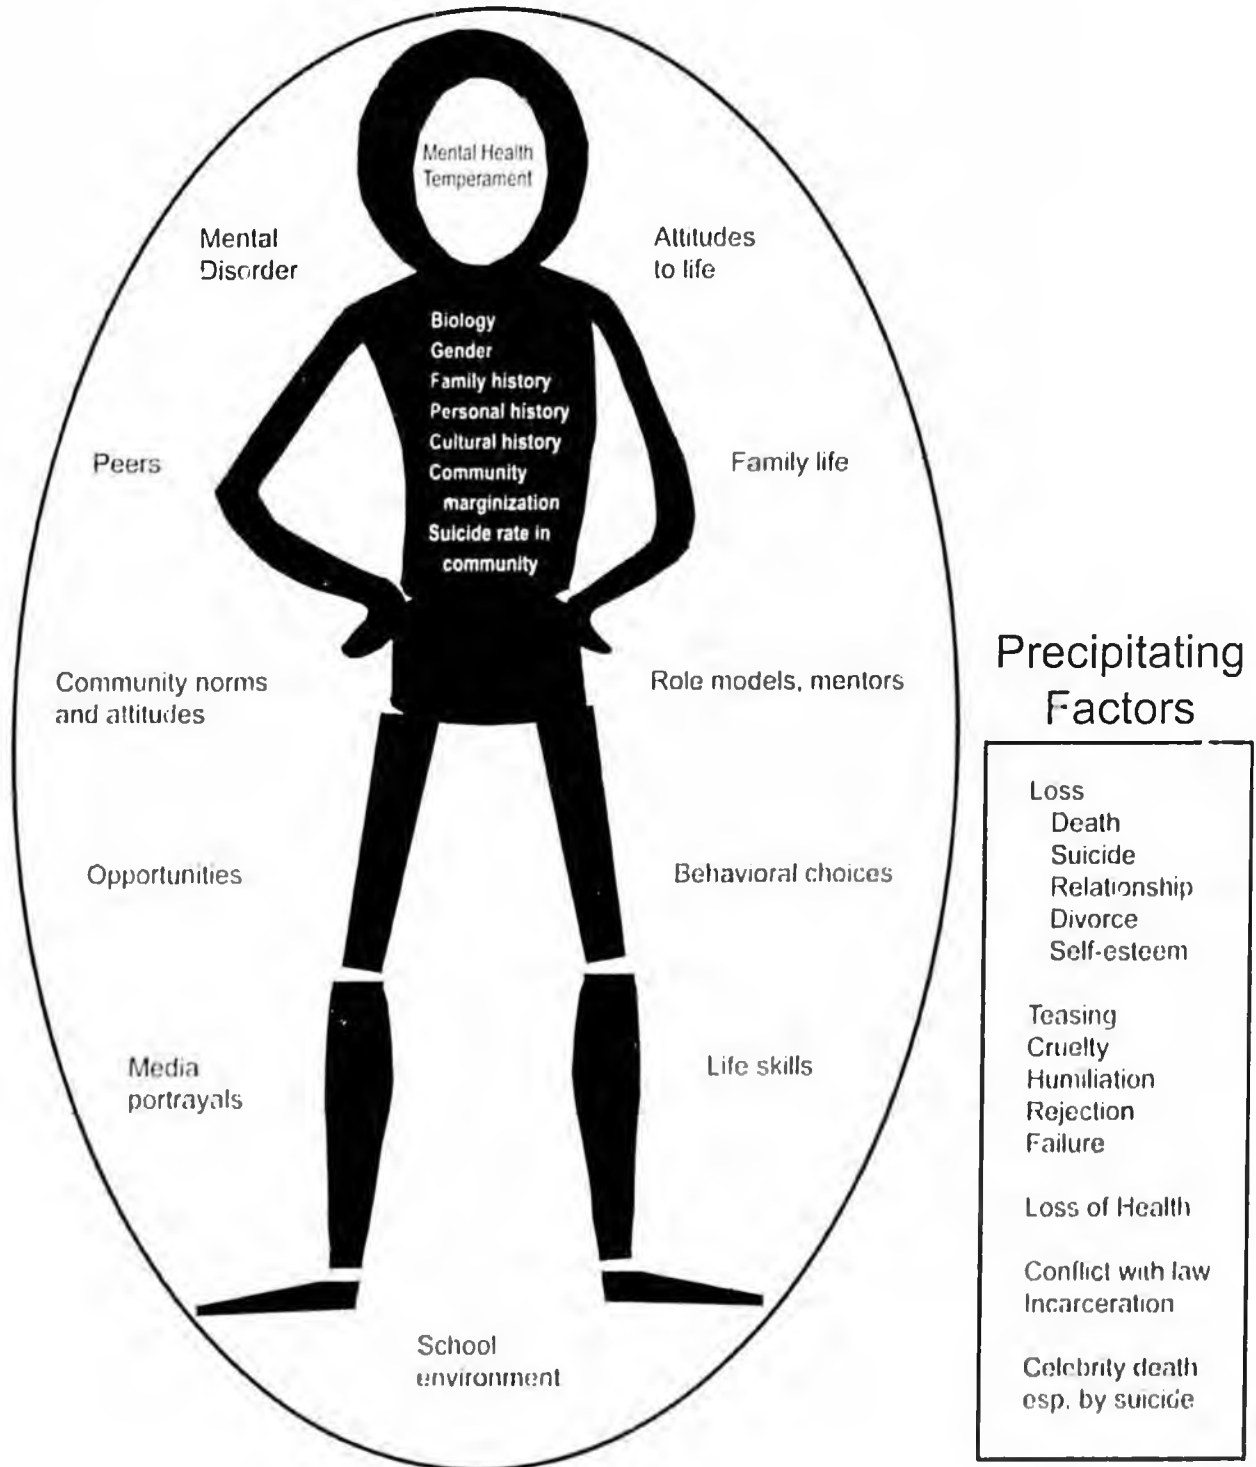 Mental Health
Temperament
Mental
Disorder
Attitudes
to life
Biology
Gender
Family history
Personal history
Cultural history
Community
marginization
Suicide rate in
community
Peers
Family life
Community norms
and attitudes
Role models, mentors
Opportunities
Behavioral choices
Media
portrayals
Life skills
School
environment
Precipitating
Factors
Loss
Death
Suicide
Relationship
Divorce
Self-esteem
Teasing
Cruelty
Humiliation
Rejection
Failure
Loss of Health
Conflict with law
Incarceration
Celebrity death
esp. by suicide